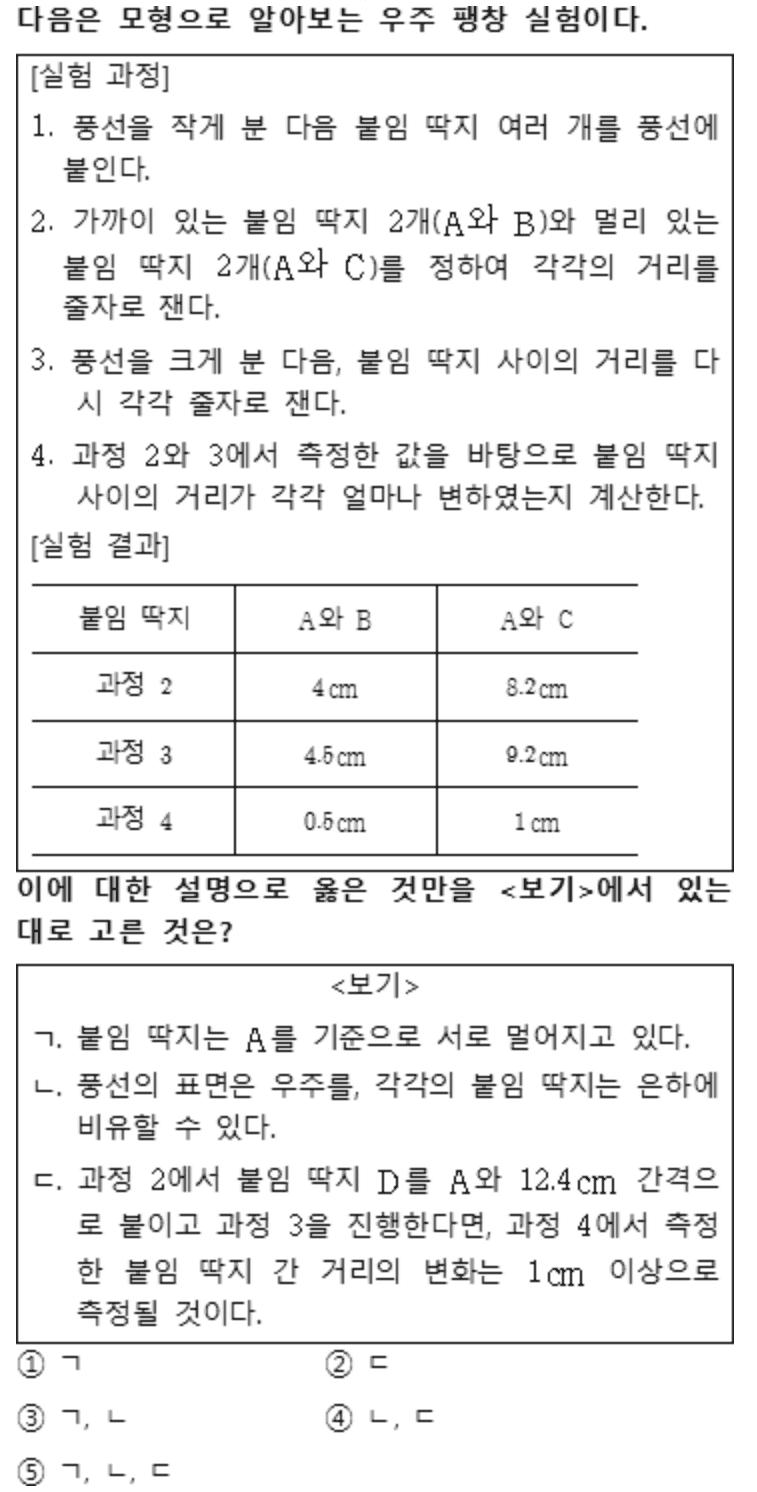 다음은 모형으로 알아보는 우주 팽창 실험이다.
[실험 과정]
1. 풍선을 작게 분 다음 붙임 딱지 여러 개를 풍선에
붙인다.
2. 가까이 있는 붙임 딱지 2개(A와 B)와 멀리 있는
붙임 딱지 2개(A와 C)를 정하여 각각의 거리를
줄자로 잰다.
3. 풍선을 크게 분 다음, 붙임 딱지 사이의 거리를 다
시 각각 줄자로 잰다.
4. 과정 2와 3에서 측정한 값을 바탕으로 붙임 딱지
사이의 거리가 각각 얼마나 변하였는지 계산한다.
[실험 결과]
붙임 딱지 A와 B A와 C
과정 2 4cm 8.2cm
과정 3 4.5cm 9.2cm
과정 4 0.5cm 1cm
이에 대한 설명으로 옳은 것만을 <보기>에서 있는
대로 고른 것은?
<보기>
ㄱ. 붙임 딱지는 A를 기준으로 서로 멀어지고 있다.
ㄴ. 풍선의 표면은 우주를, 각각의 붙임 딱지는 은하에
비유할 수 있다.
ㄷ. 과정 2에서 붙임 딱지 D를 A와 12.4cm 간격으
로 붙이고 과정 3을 진행한다면, 과정 4에서 측정
한 붙임 딱지 간 거리의 변화는 1cm 이상으로
측정될 것이다.
① ㄱ ② ㄷ
③ ㄱ, ㄴ ④ ㄴ, ㄷ
⑤ ㄱ, ㄴ, ㄷ